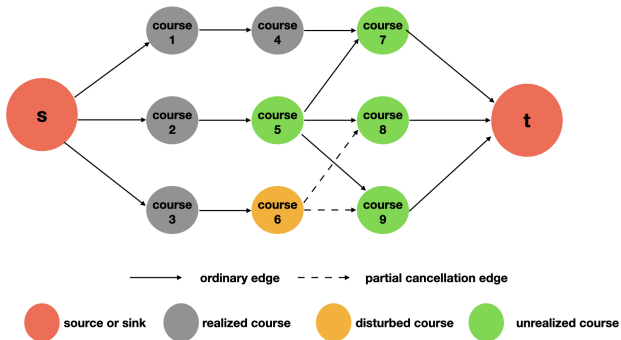 course
1
course
4
course
7
s
course
2
course
5
course
8
t
course
3
course
6
course
9
ordinary edge
partial cancellation edge
source or sink
realized course
disturbed course
unrealized course